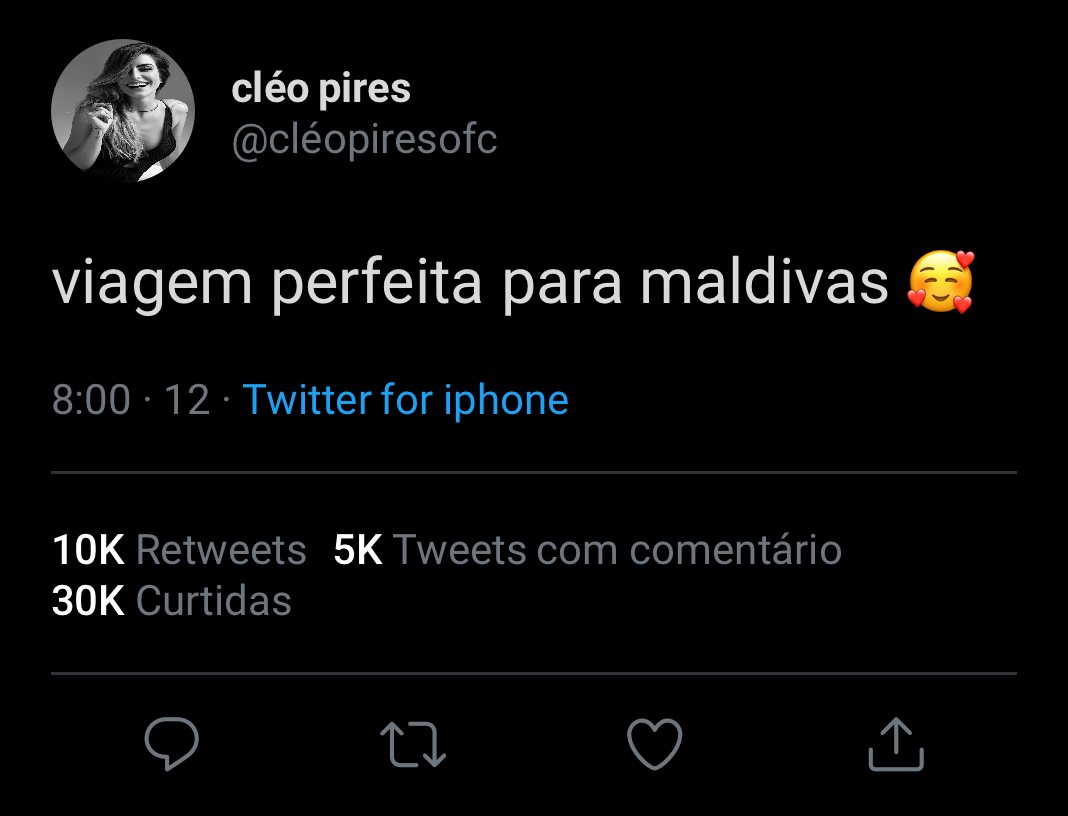 cléo pires
@cléopiresofc
viagem perfeita para maldivas 🥰
8:00 · 12 · Twitter for iphone
10K Retweets 5K Tweets com comentário
30K Curtidas